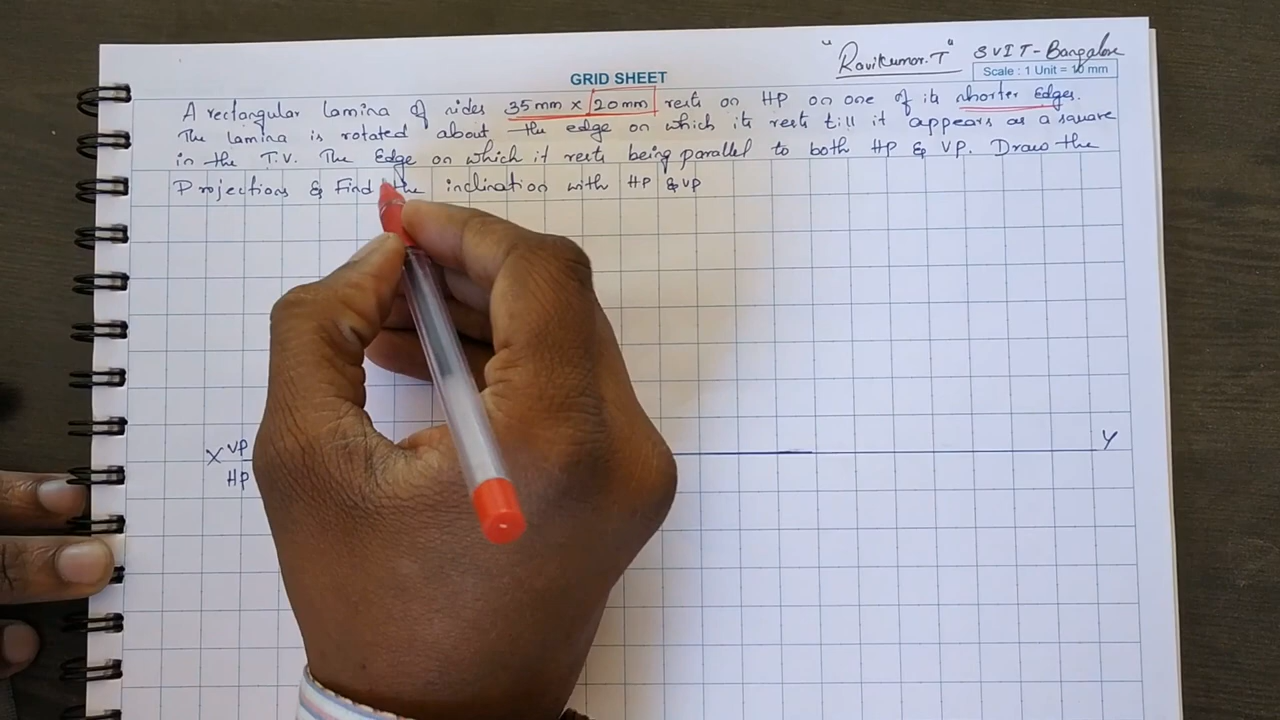 "Ravikumar.T" SVIT-Bangalore
GRID SHEET
Scale : 1 Unit = 10 mm
A rectangular lamina of sides 35mm x 20mm rests on HP on one of its shorter Edges.
The lamina is rotated about the edge on which its rests till it appears as a square
in the T.V. The Edge on which it rests being parallel to both HP & VP. Draw the
Projections & Find the inclination with HP & VP
X VP
HP
Y